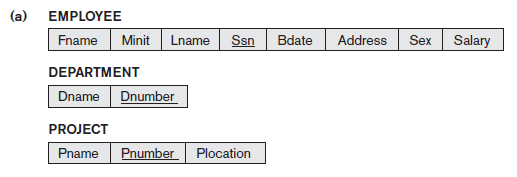 (a) EMPLOYEE
Fname Minit Lname Ssn Bdate Address Sex Salary
DEPARTMENT
Dname Dnumber
PROJECT
Pname Pnumber Plocation